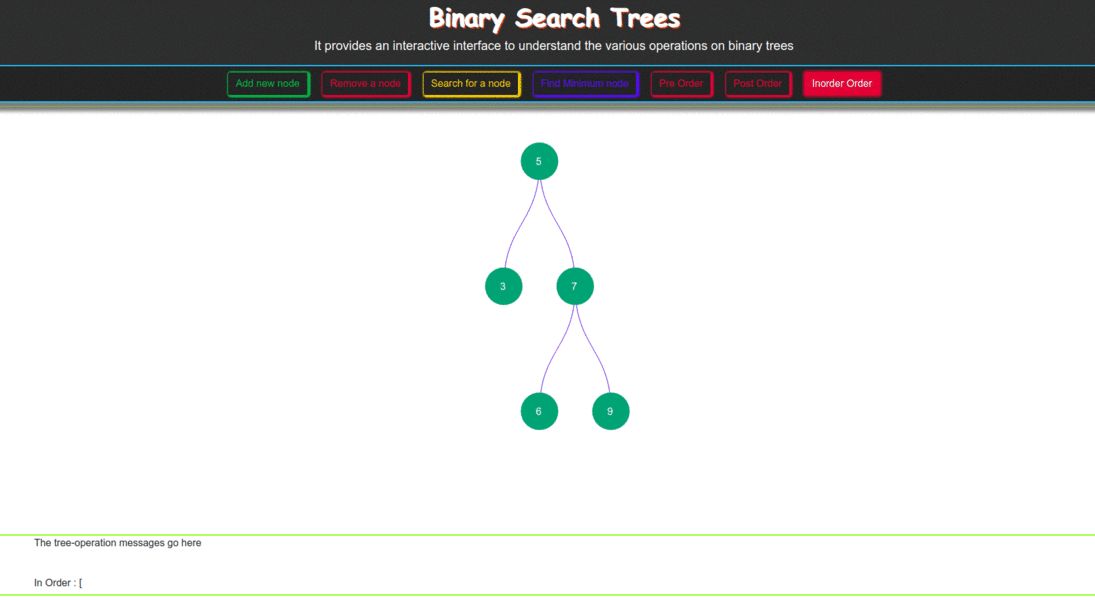 Binary Search Trees
It provides an interactive interface to understand the various operations on binary trees
Add new node Remove a node Search for a node Find Minimum node Pre Order Post Order Inorder Order
5
3 7
6 9
The tree-operation messages go here
In Order : [